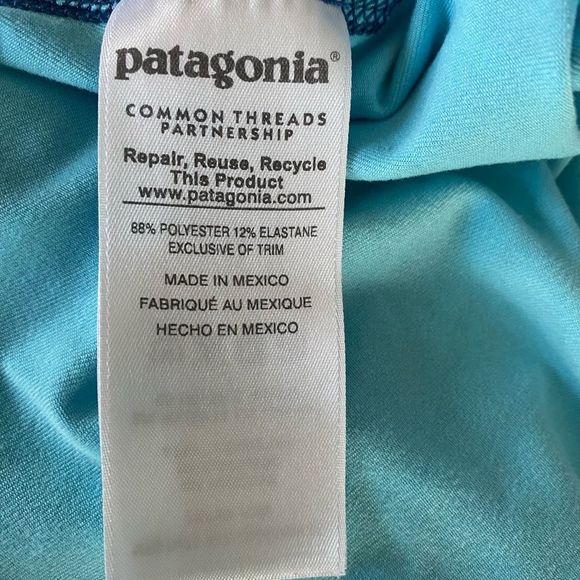 patagonia®
COMMON THREADS
PARTNERSHIP
Repair, Reuse, Recycle
This Product
www.patagonia.com
88% POLYESTER 12% ELASTANE
EXCLUSIVE OF TRIM
MADE IN MEXICO
FABRIQUÉ AU MEXIQUE
HECHO EN MEXICO